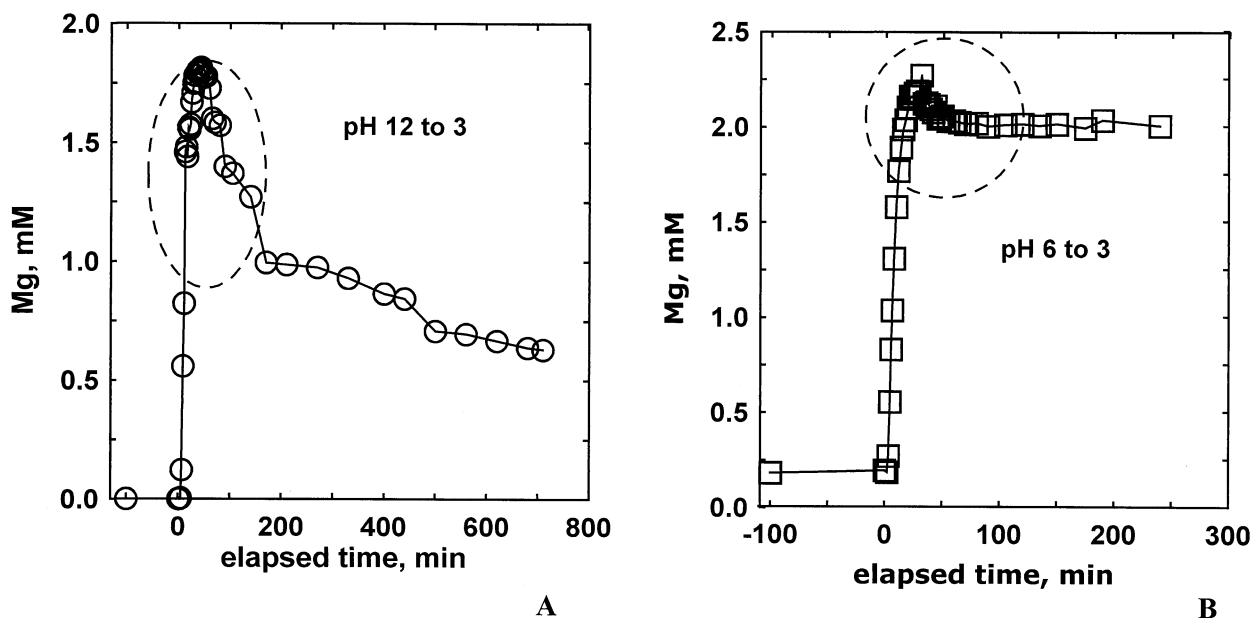 2.0
1.5
1.0
0.5
0.0
Mg, mM
pH 12 to 3
0 200 400 600 800
elapsed time, min
A
2.5
2.0
1.5
1.0
0.5
0.0
Mg, mM
pH 6 to 3
-100 0 100 200 300
elapsed time, min
B